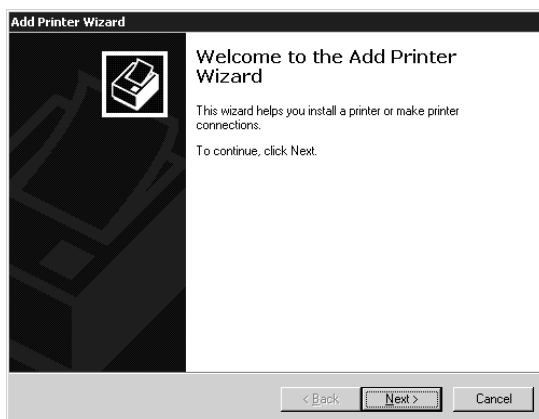 Add Printer Wizard
Welcome to the Add Printer
Wizard
This wizard helps you install a printer or make printer
connections.
To continue, click Next.
< Back
Next >
Cancel